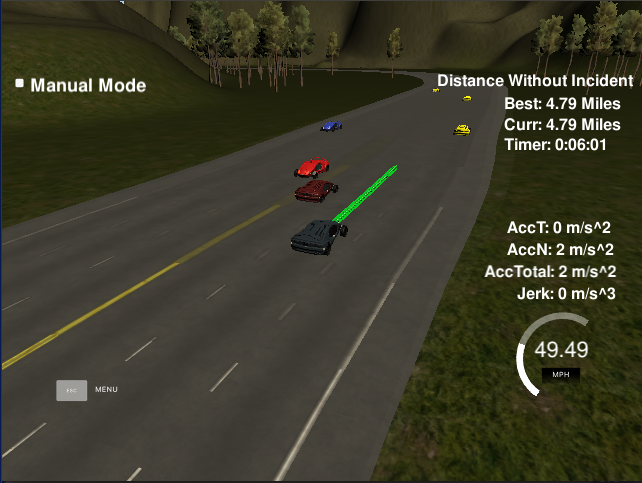 Manual Mode
Distance Without Incident
Best: 4.79 Miles
Curr: 4.79 Miles
Timer: 0:06:01
AccT: 0 m/s^2
AccN: 2 m/s^2
AccTotal: 2 m/s^2
Jerk: 0 m/s^3
49.49
MPH
ESC MENU